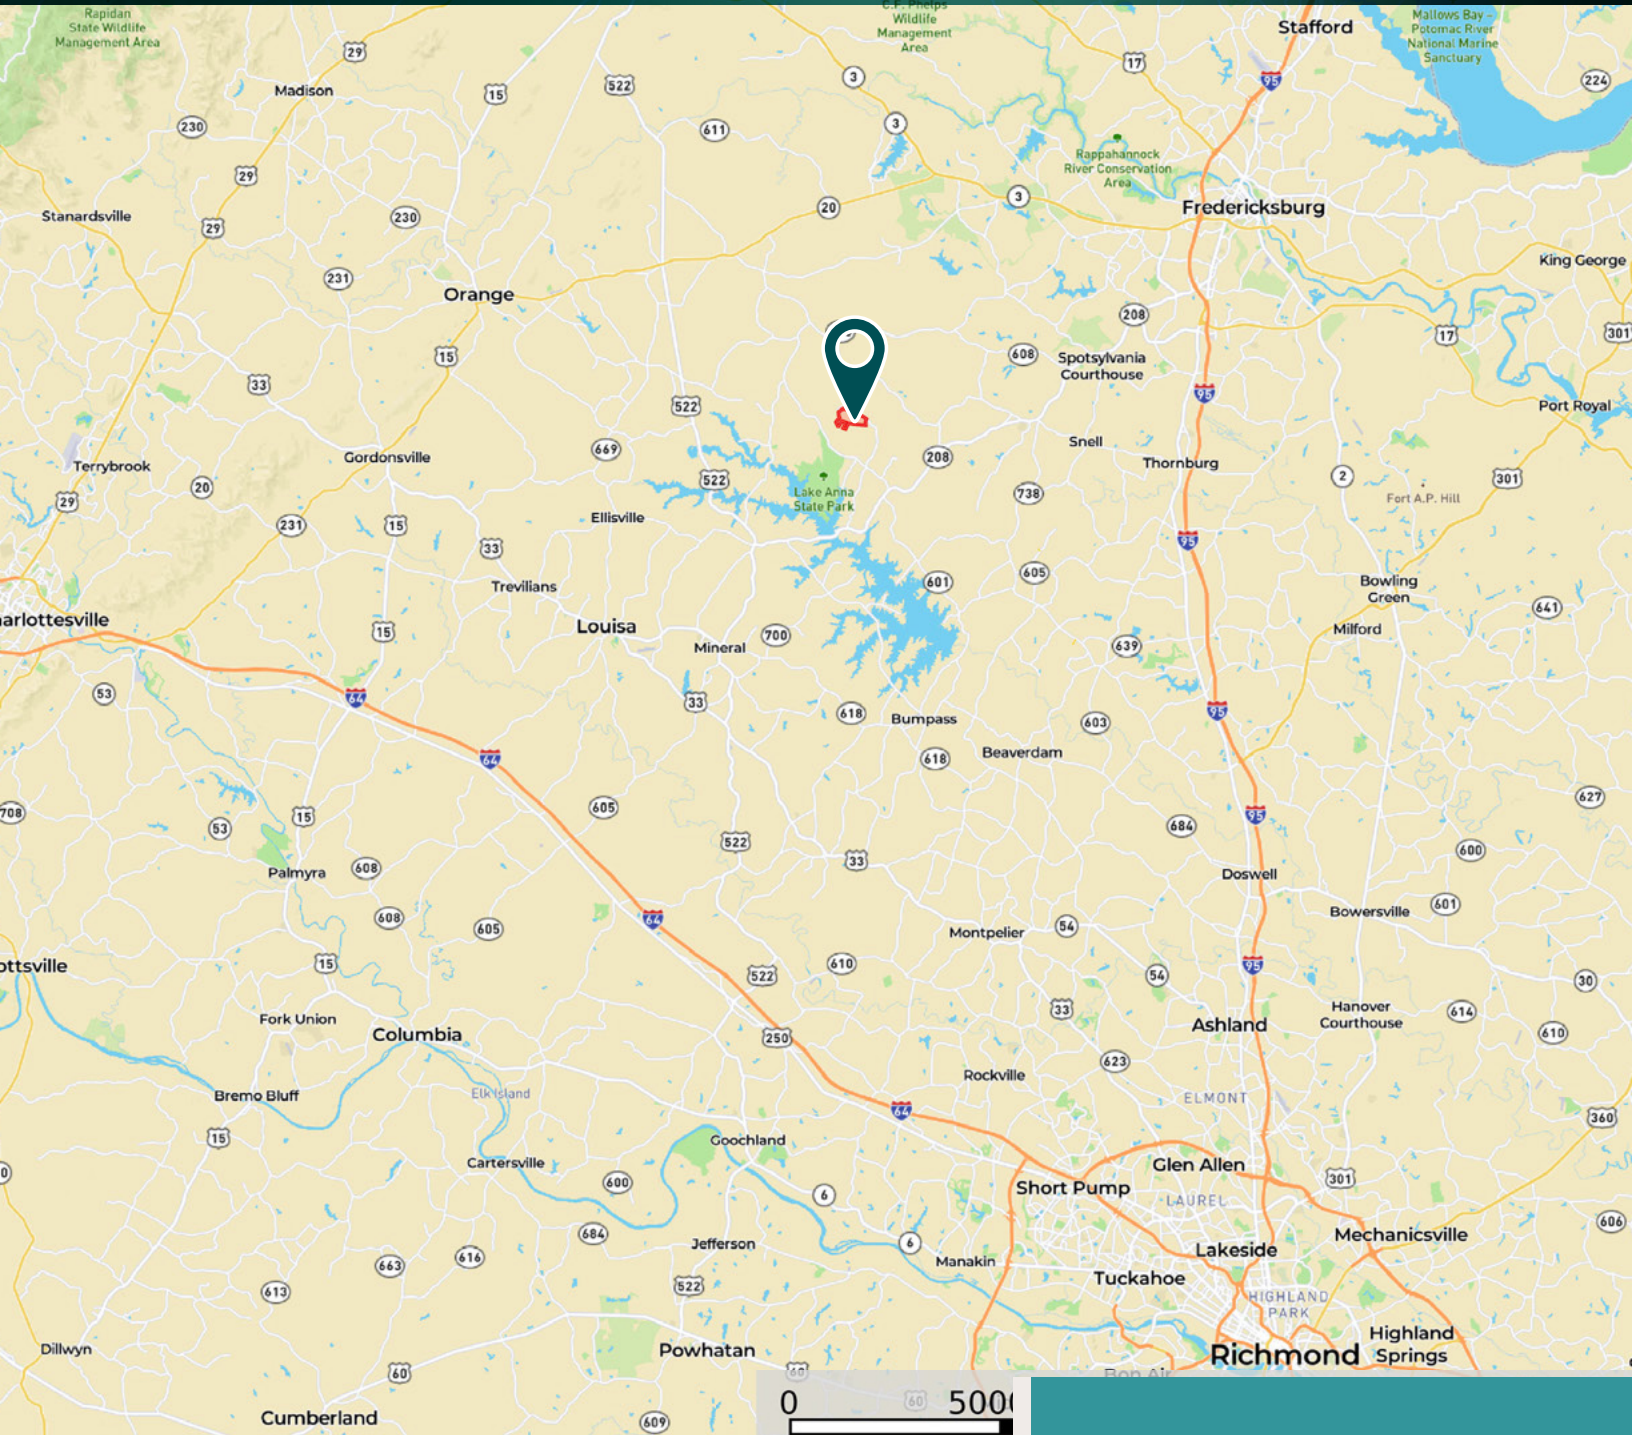 Rapidan
State Wildlife
Management Area
C.F. Phelps
Wildlife
Management
Area
Stafford
Mallows Bay –
Potomac River
National Marine
Sanctuary
29
17
3
95
224
Madison
15
522
230
611
3
Rappahannock
River Conservation
Area
29
3
Stanardsville
230
20
Fredericksburg
29
King George
231
Orange
208
301
17
15
608
Spotsylvania
Courthouse
33
95
522
Port Royal
Snell
669
Gordonsville
208
Thornburg
Terrybrook
522
2
301
20
Lake Anna
State Park
738
Fort A.P. Hill
29
Ellisville
231
15
95
33
605
601
Bowling
Green
Trevilians
641
arlottesville
Louisa
15
700
Milford
Mineral
639
53
64
33
95
618
Bumpass
603
Beaverdam
64
618
627
605
708
15
95
53
684
522
600
33
Palmyra
608
Doswell
601
Bowersville
608
64
54
605
Montpelier
ottsville
15
610
95
522
54
30
Hanover
Courthouse
33
614
Fork Union
Ashland
Columbia
610
250
623
Rockville
Elk Island
Bremo Bluff
ELMONT
64
360
15
Goochland
Cartersville
Glen Allen
0
600
301
Short Pump
6
LAUREL
606
684
Mechanicsville
6
Jefferson
Lakeside
616
Manakin
663
Tuckahoe
522
613
HIGHLAND
PARK
Highland
Springs
Dillwyn
Powhatan
Richmond
60
60
Bon Air
0
60
500
Cumberland
609